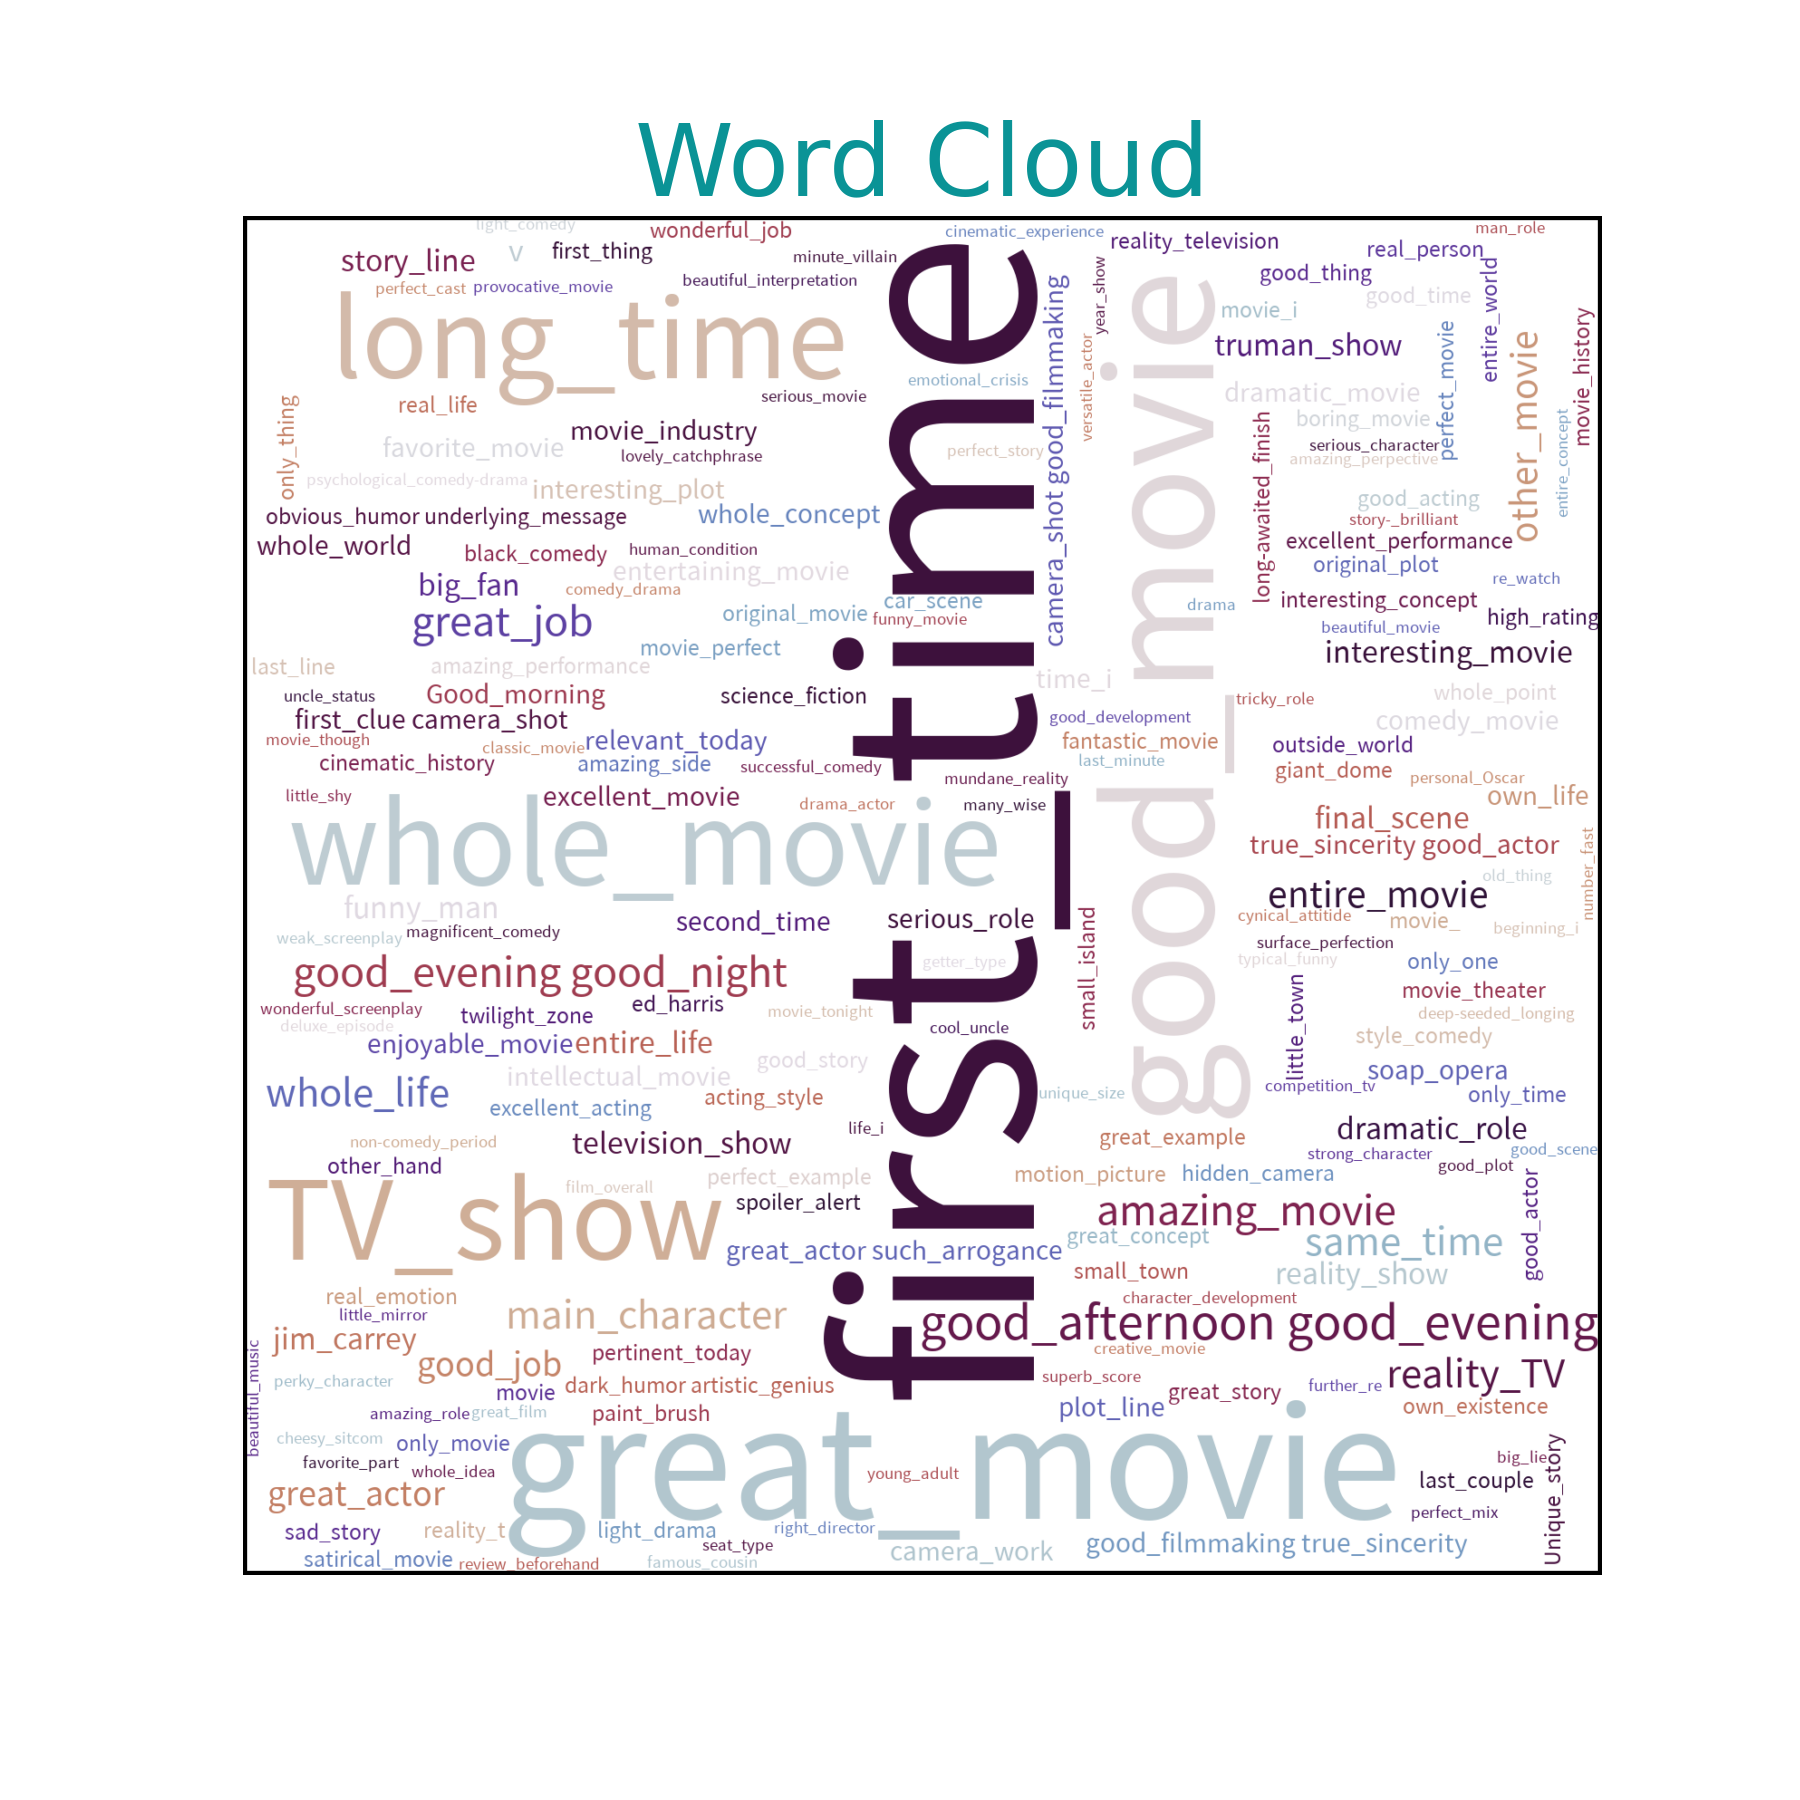 Word Cloud
light_comedy
wonderful_job
cinematic_experience
man_role
v
first_thing
reality_television
real_person
story_line
minute_villain
good_thing
perfect_cast
provocative_movie
beautiful_interpretation
year_show
entire_world
good_time
long_time
movie_i
camera_shot good_filmmaking
truman_show
perfect_movie
movie_history
emotional_crisis
versatile_actor
good_movie
dramatic_movie
other_movie
real_life
serious_movie
only_thing
boring_movie
movie_industry
favorite_movie
lovely_catchphrase
perfect_story
serious_character
amazing_perpective
entire_concept
psychological_comedy-drama
interesting_plot
long-awaited_finish
good_acting
obvious_humor underlying_message
whole_concept
story-_brilliant
whole_world
black_comedy
human_condition
excellent_performance
entertaining_movie
original_plot
big_fan
comedy_drama
re_watch
car_scene
drama
interesting_concept
great_job
original_movie
funny_movie
high_rating
beautiful_movie
movie_perfect
interesting_movie
last_line
amazing_performance
time_i
uncle_status
Good_morning
science_fiction
tricky_role
whole_point
first_clue camera_shot
good_development
comedy_movie
movie_though
classic_movie
relevant_today
fantastic_movie
outside_world
cinematic_history
amazing_side
successful_comedy
last_minute
giant_dome
personal_Oscar
mundane_reality
little_shy
excellent_movie
drama_actor
many_wise
own_life
whole_movie
final_scene
true_sincerity good_actor
number_fast
first_time
old_thing
entire_movie
funny_man
second_time
serious_role
small_island
cynical_attitide
movie_
weak_screenplay
magnificent_comedy
surface_perfection
beginning_i
good_evening good_night
getter_type
typical_funny
only_one
movie_theater
wonderful_screenplay
ed_harris
movie_tonight
little_town
deep-seeded_longing
deluxe_episode
twilight_zone
cool_uncle
style_comedy
enjoyable_movie
entire_life
good_story
soap_opera
whole_life
intellectual_movie
unique_size
competition_tv
only_time
excellent_acting
acting_style
life_i
great_example
dramatic_role
non-comedy_period
television_show
strong_character
good_scene
other_hand
perfect_example
motion_picture
hidden_camera
good_plot
TV_show
film_overall
spoiler_alert
amazing_movie
good_actor
great_actor such_arrogance
great_concept
same_time
small_town
reality_show
real_emotion
little_mirror
main_character
character_development
good_afternoon good_evening
jim_carrey
creative_movie
good_job
pertinent_today
superb_score
reality_TV
beautiful_music
perky_character
movie
dark_humor artistic_genius
great_story
further_re
amazing_role
great_film
paint_brush
plot_line
own_existence
cheesy_sitcom
only_movie
great_movie
favorite_part
whole_idea
young_adult
big_lie
last_couple
Unique_story
great_actor
perfect_mix
sad_story
reality_t
light_drama
right_director
seat_type
camera_work
good_filmmaking true_sincerity
satirical_movie
review_beforehand
famous_cousin